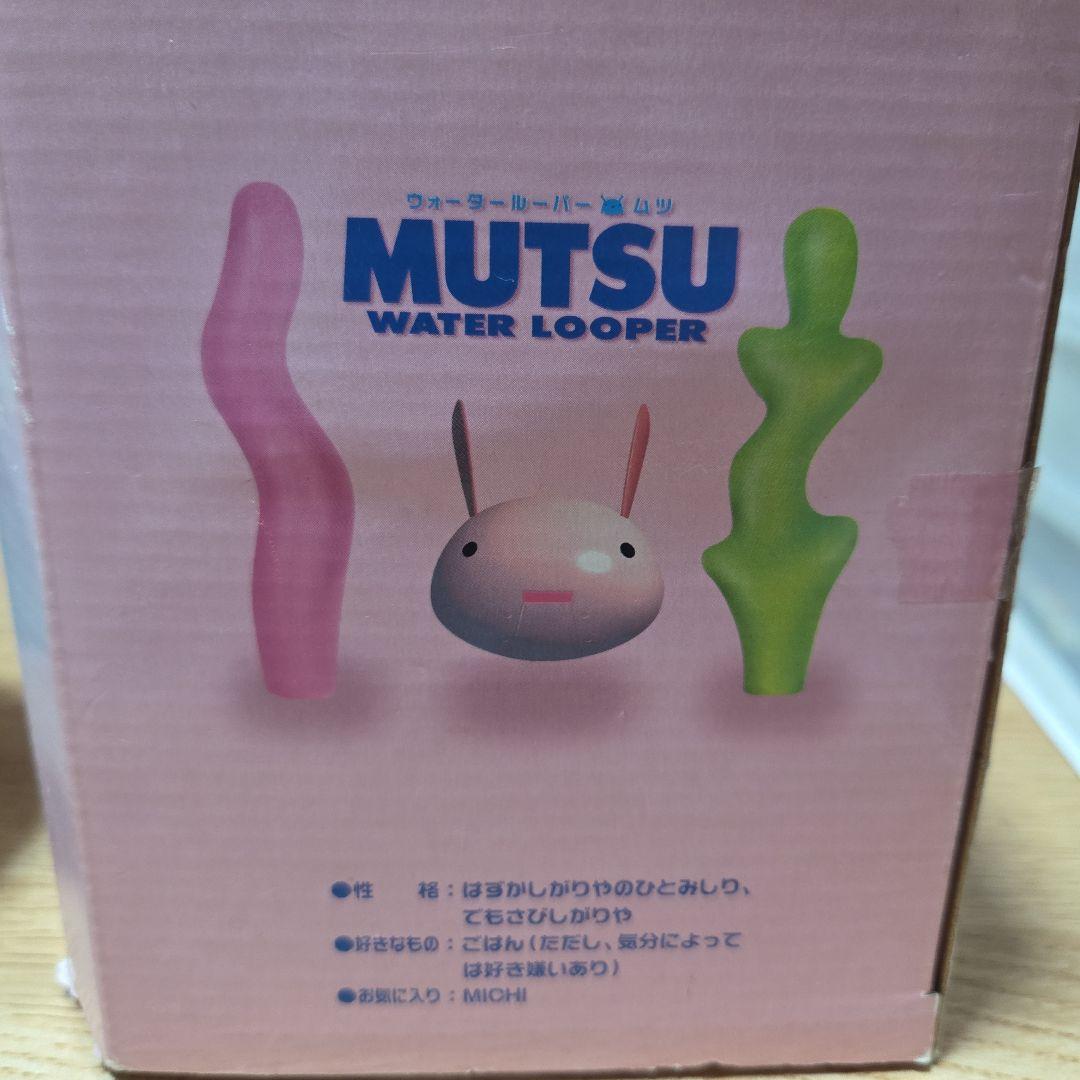 ウォータールーパー ムツ
MUTSU
WATER LOOPER
●性　格：はずかしがりやのひとみしり、
でもさびしがりや
●好きなもの：ごはん（ただし、気分によって
は好き嫌いあり）
●お気に入り：MICHI